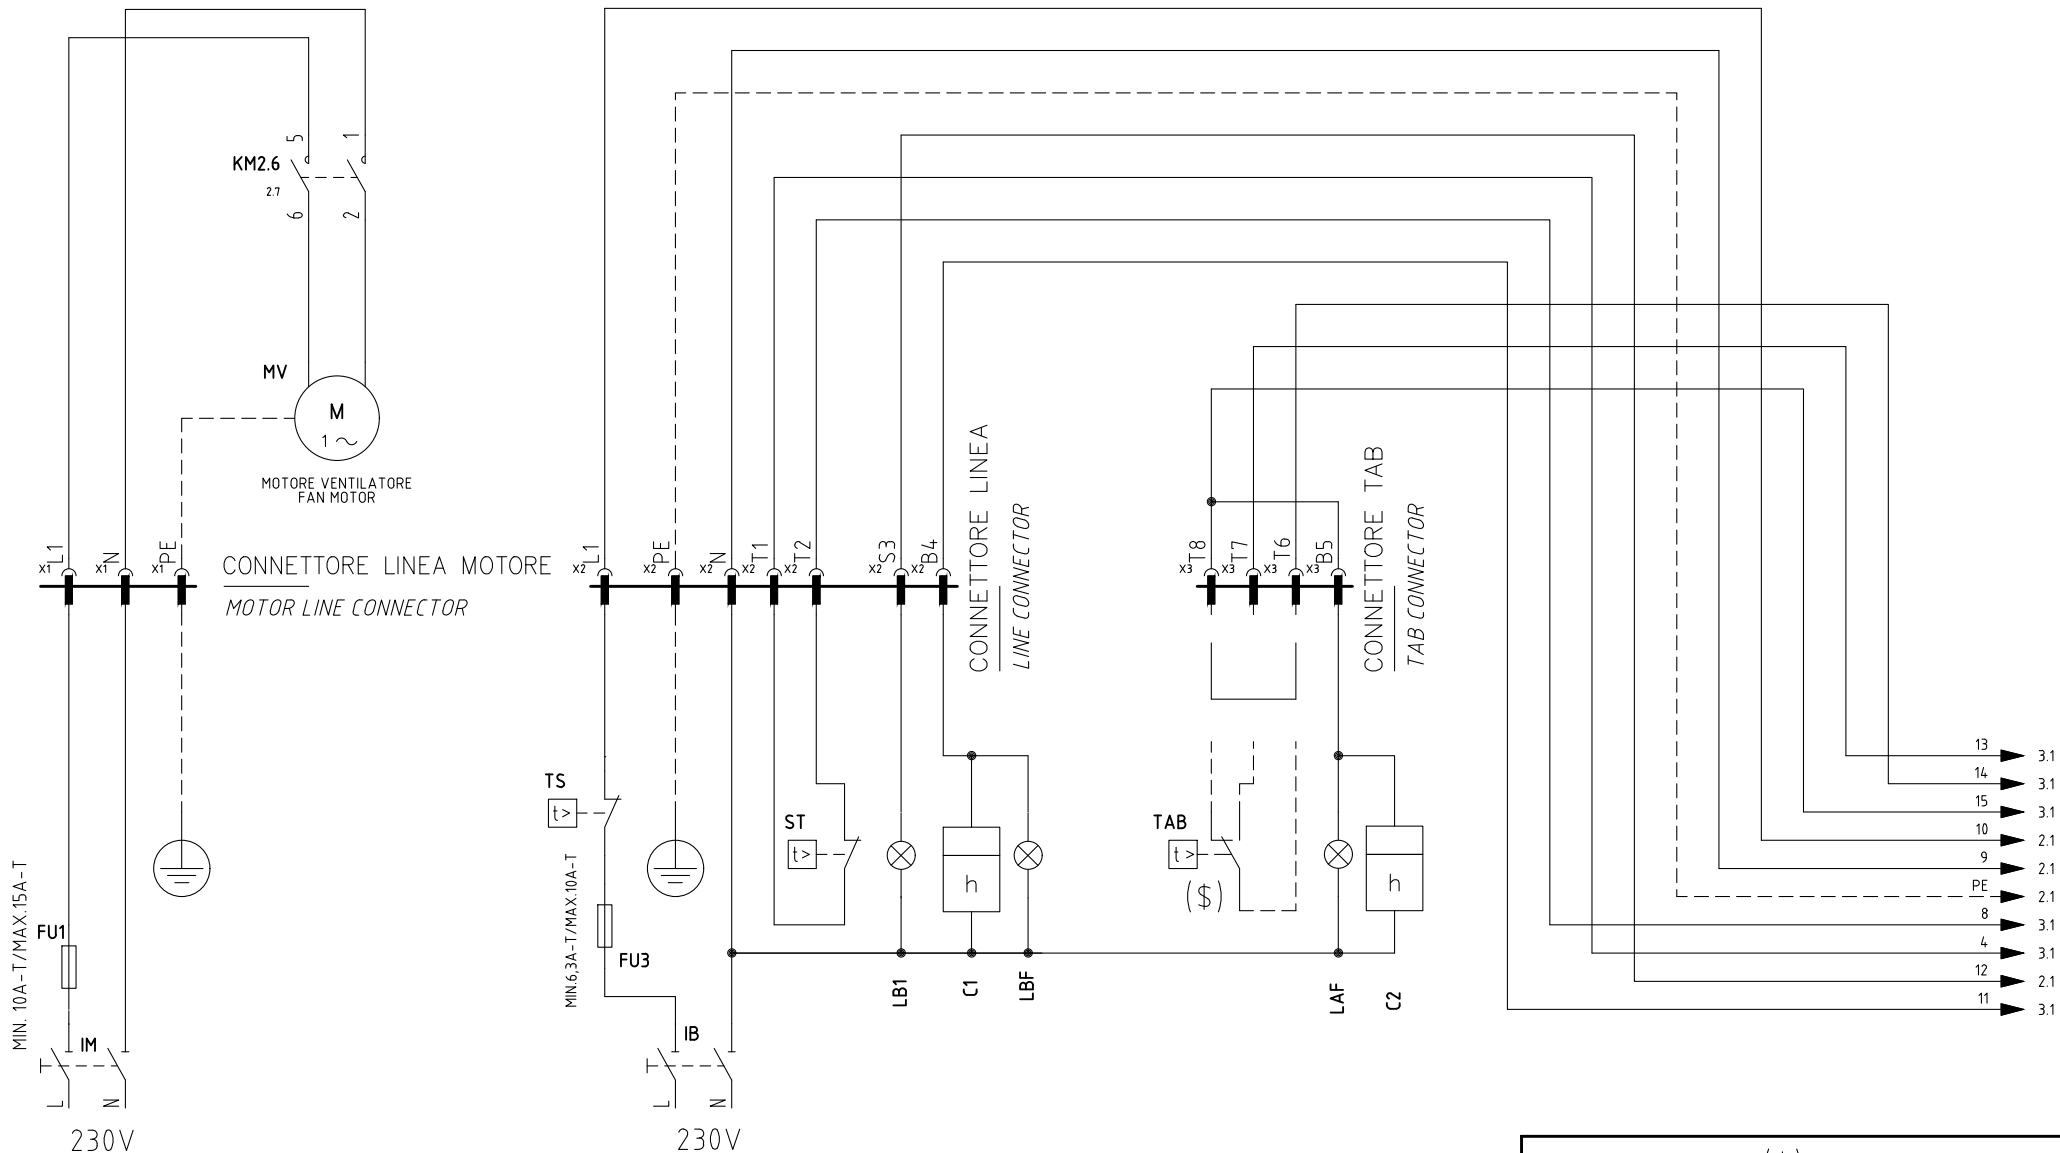 5
1
KM2.6
2.7
6
2
MV
M
1 ~
MOTORE VENTILATORE
FAN MOTOR
x1 L1
x1 N
x1 PE
CONNETTORE LINEA MOTORE
MOTOR LINE CONNECTOR
x2 L1
x2 PE
x2 N
x2 T1
x2 T2
x2 S3
x2 B4
CONNETTORE LINEA
LINE CONNECTOR
x3 T8
x3 T7
x3 T6
x3 B5
CONNETTORE TAB
TAB CONNECTOR
TS
t>
ST
t>
h
TAB
t>
($)
h
MIN. 10A-T/MAX.15A-T
FU1
MIN.6,3A-T/MAX.10A-T
FU3
LB1
C1
LBF
LAF
C2
13 3.1
14 3.1
15 3.1
10 2.1
9 2.1
PE 2.1
8 3.1
4 3.1
12 2.1
11 3.1
IM
IB
L
N
L
N
230V
230V